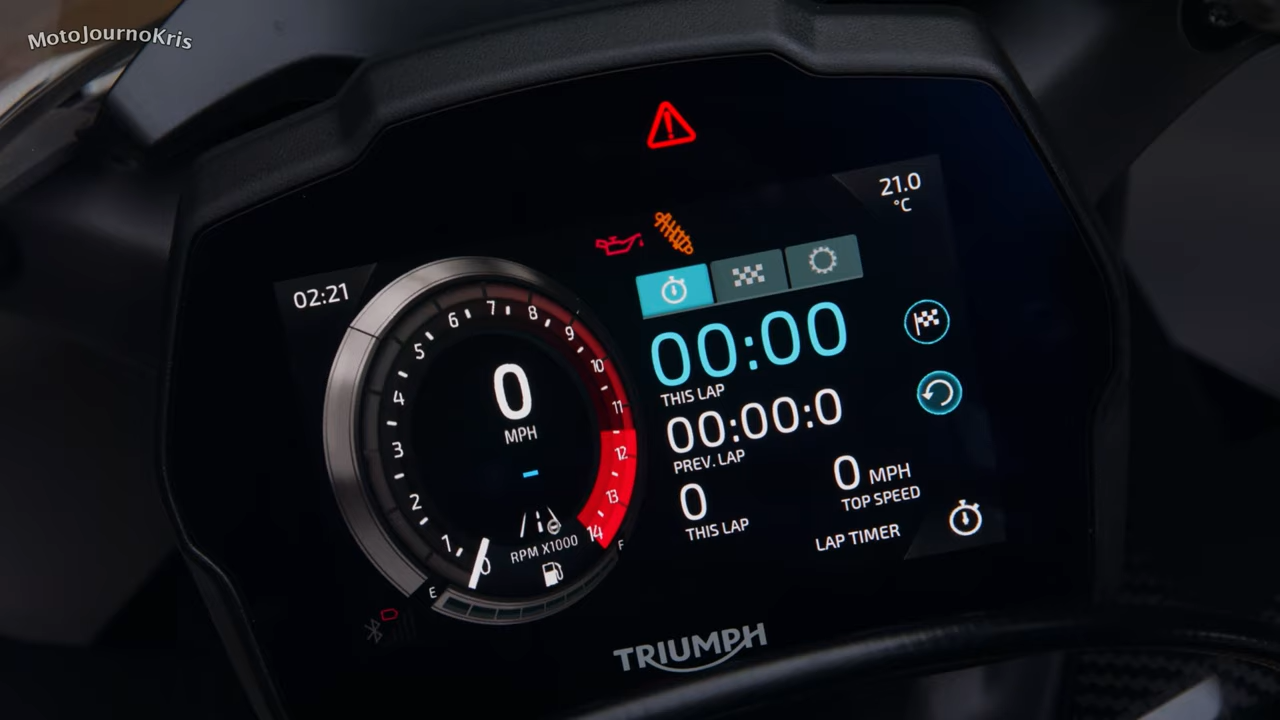 MotoJournoKris
21.0
°C
02:21
0
1
2
3
4
5
6
7
8
9
10
11
12
13
14
0
MPH
-
RPM X1000
E
F
00:00
THIS LAP
00:00:0
PREV. LAP
0
THIS LAP
0 MPH
TOP SPEED
LAP TIMER
TRIUMPH